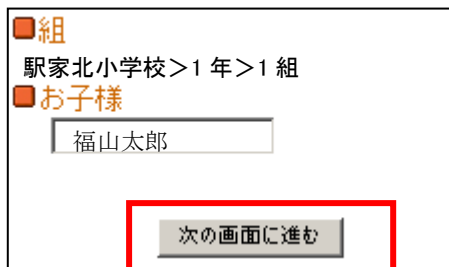 ■組
駅家北小学校＞1年＞1組
■お子様
福山太郎
次の画面に進む